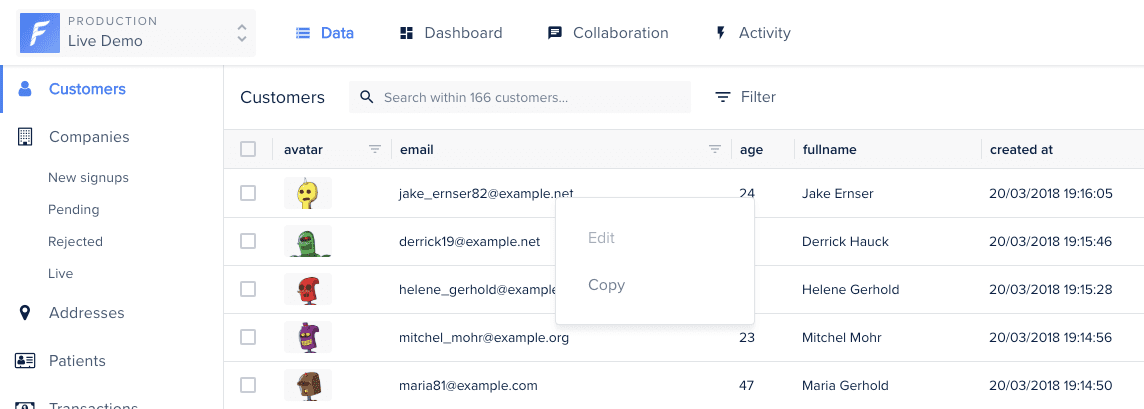 PRODUCTION
Live Demo
Data
Dashboard
Collaboration
Activity
Customers
Companies
New signups
Pending
Rejected
Live
Addresses
Patients
Transactions
Customers
Search within 166 customers...
Filter
avatar email age fullname created at
jake_ernser82@example.net 24 Jake Ernser 20/03/2018 19:16:05
derrick19@example.net Derrick Hauck 20/03/2018 19:15:46
helene_gerhold@example Helene Gerhold 20/03/2018 19:15:28
mitchel_mohr@example.org 23 Mitchel Mohr 20/03/2018 19:14:56
maria81@example.com 47 Maria Gerhold 20/03/2018 19:14:50
Edit
Copy